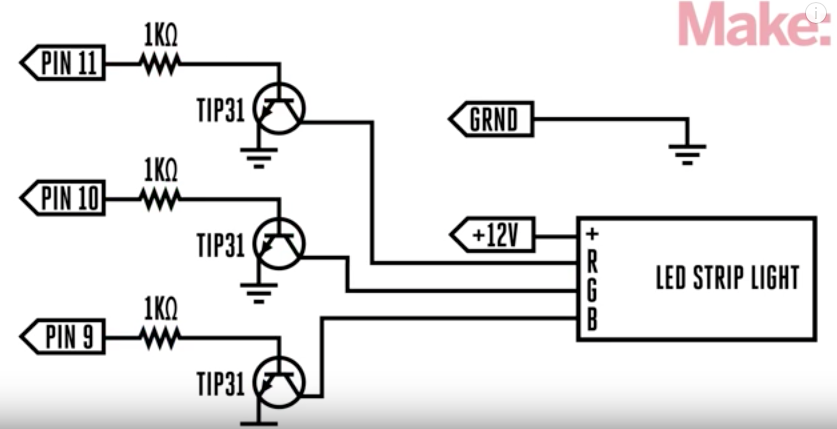 Make:
i
1KΩ
PIN 11
TIP31
GRND
1KΩ
PIN 10
TIP31
+12V
+
R
G
B
LED STRIP LIGHT
1KΩ
PIN 9
TIP31